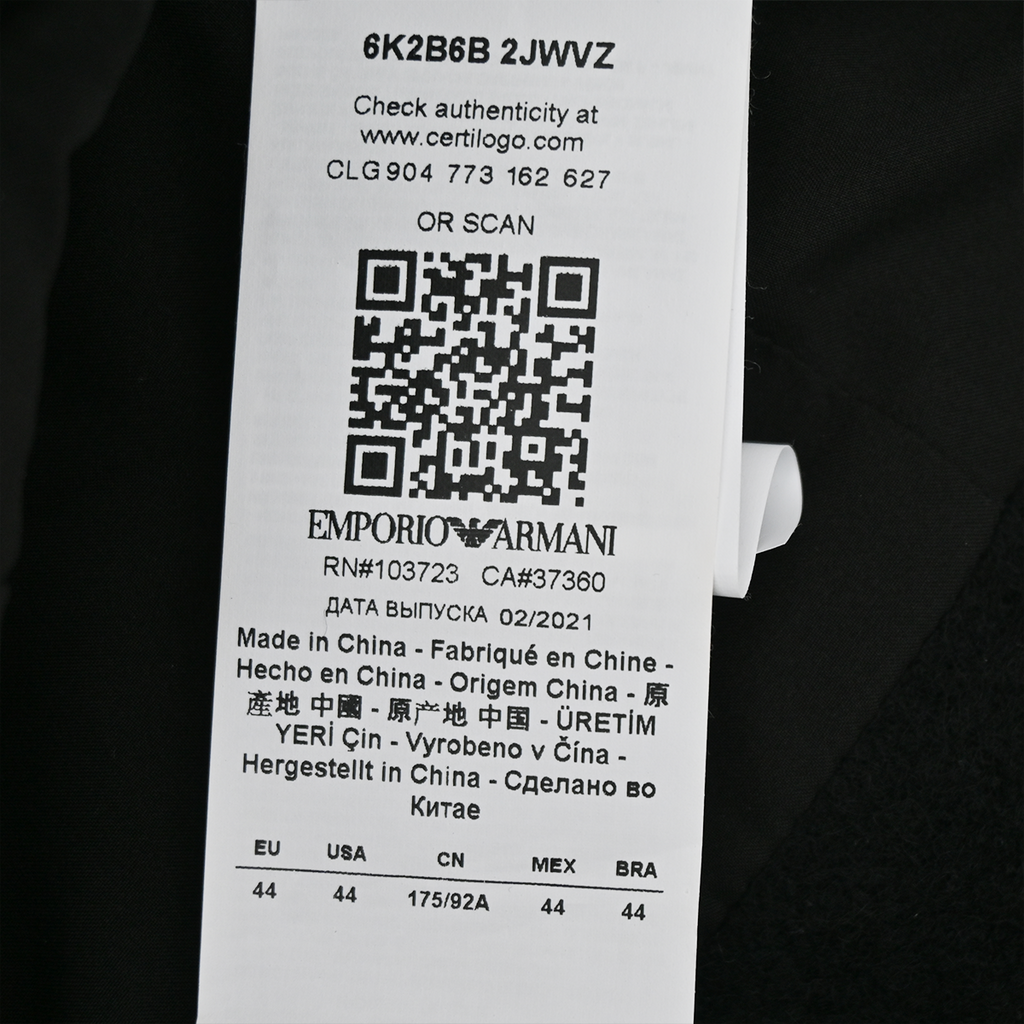 6K2B6B 2JWVZ
Check authenticity at
www.certilogo.com
CLG 904 773 162 627
OR SCAN
EMPORIO ARMANI
RN#103723 CA#37360
ДАТА ВЫПУСКА 02/2021
Made in China - Fabriqué en Chine -
Hecho en China - Origem China - 原
產地 中國 - 原产地 中国 - ÜRETİM
YERİ Çin - Vyrobeno v Čína -
Hergestellt in China - Сделано во
Китае
EU USA CN MEX BRA
44 44 175/92A 44 44